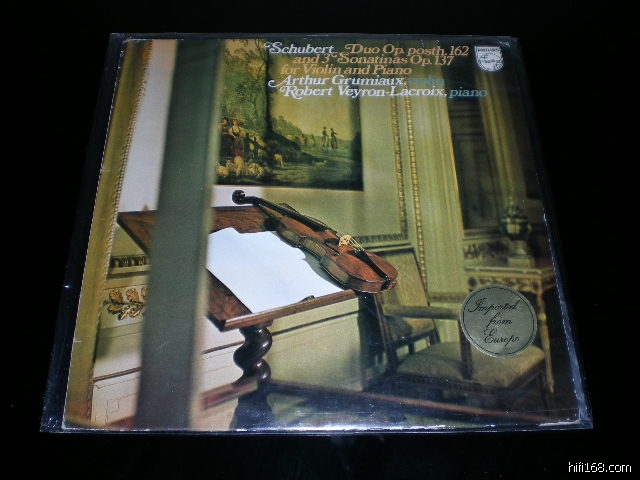 Schubert Duo Op. posth. 162
and 3 Sonatinas Op. 137
for Violin and Piano
Arthur Grumiaux, violin
Robert Veyron-Lacroix, piano
PHILIPS
Imported
from
Europe
hifi168.com